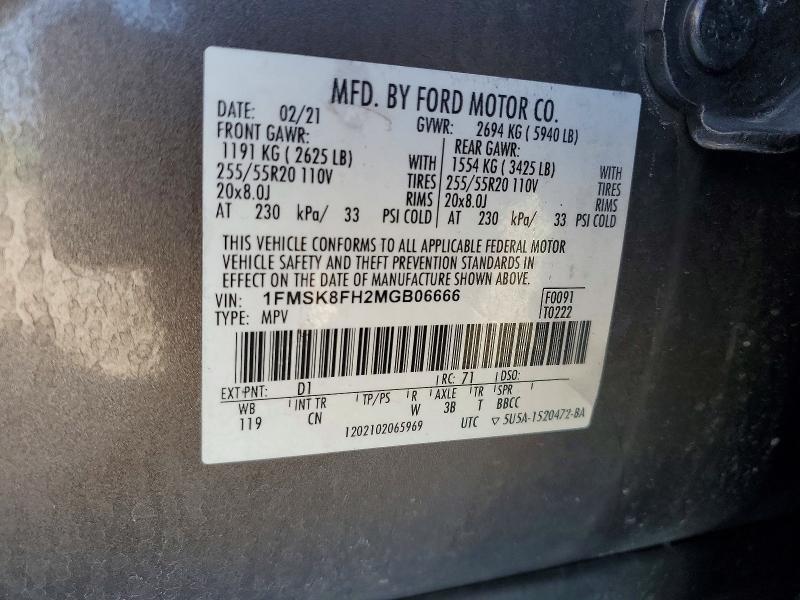 MFD. BY FORD MOTOR CO.
DATE: 02/21 GVWR: 2694 KG ( 5940 LB)
FRONT GAWR: REAR GAWR:
1191 KG ( 2625 LB) WITH 1554 KG ( 3425 LB) WITH
255/55R20 110V TIRES 255/55R20 110V TIRES
20x8.0J RIMS 20x8.0J RIMS
AT 230 kPa/ 33 PSI COLD AT 230 kPa/ 33 PSI COLD
THIS VEHICLE CONFORMS TO ALL APPLICABLE FEDERAL MOTOR
VEHICLE SAFETY AND THEFT PREVENTION STANDARDS IN
EFFECT ON THE DATE OF MANUFACTURE SHOWN ABOVE.
VIN: 1FMSK8FH2MGB06666 F0091
TYPE: MPV T0222
EXT PNT: D1 RC: 71 DSO:
WB INT TR TP/PS R AXLE TR SPR
119 CN W 3B T BBCC
1202102065969 UTC ▽ 5U5A-1520472-BA